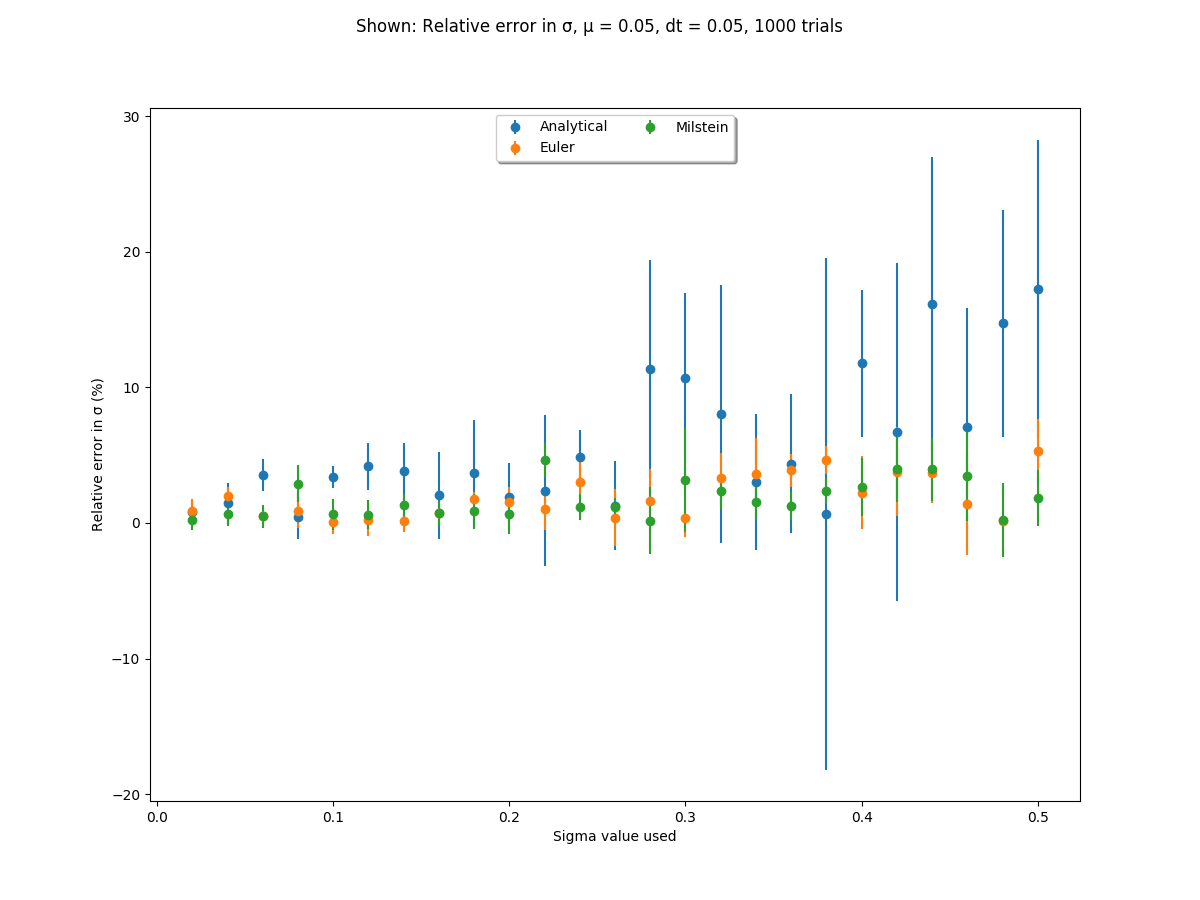 Shown: Relative error in σ, μ = 0.05, dt = 0.05, 1000 trials
Analytical
Euler
Milstein
Relative error in σ (%)
30
20
10
0
−10
−20
0.0
0.1
0.2
0.3
0.4
0.5
Sigma value used